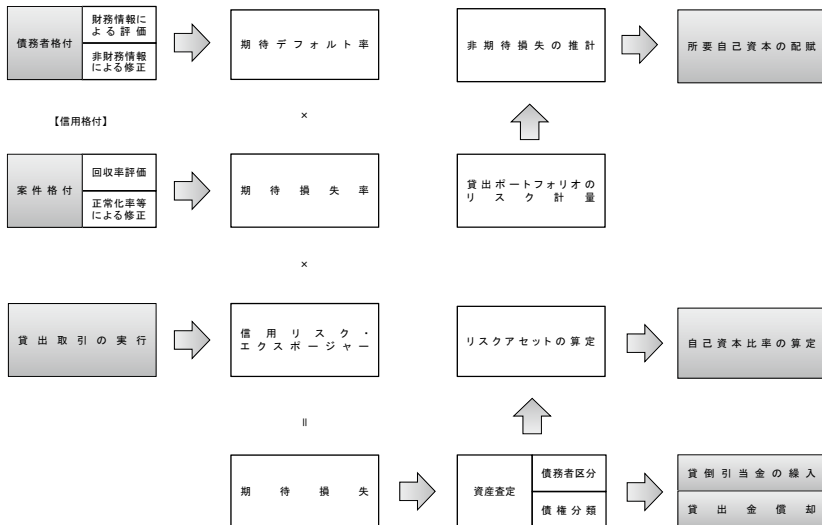 債務者格付
財務情報に
よる評価
非財務情報
による修正
期待デフォルト率
非期待損失の推計
所要自己資本の配賦
【信用格付】
×
案件格付
回収率評価
正常化率等
による修正
期待損失率
貸出ポートフォリオの
リスク計量
×
貸出取引の実行
信用リスク・
エクスポージャー
リスクアセットの算定
自己資本比率の算定
＝
期待損失
資産査定
債務者区分
債権分類
貸倒引当金の繰入
貸出金償却